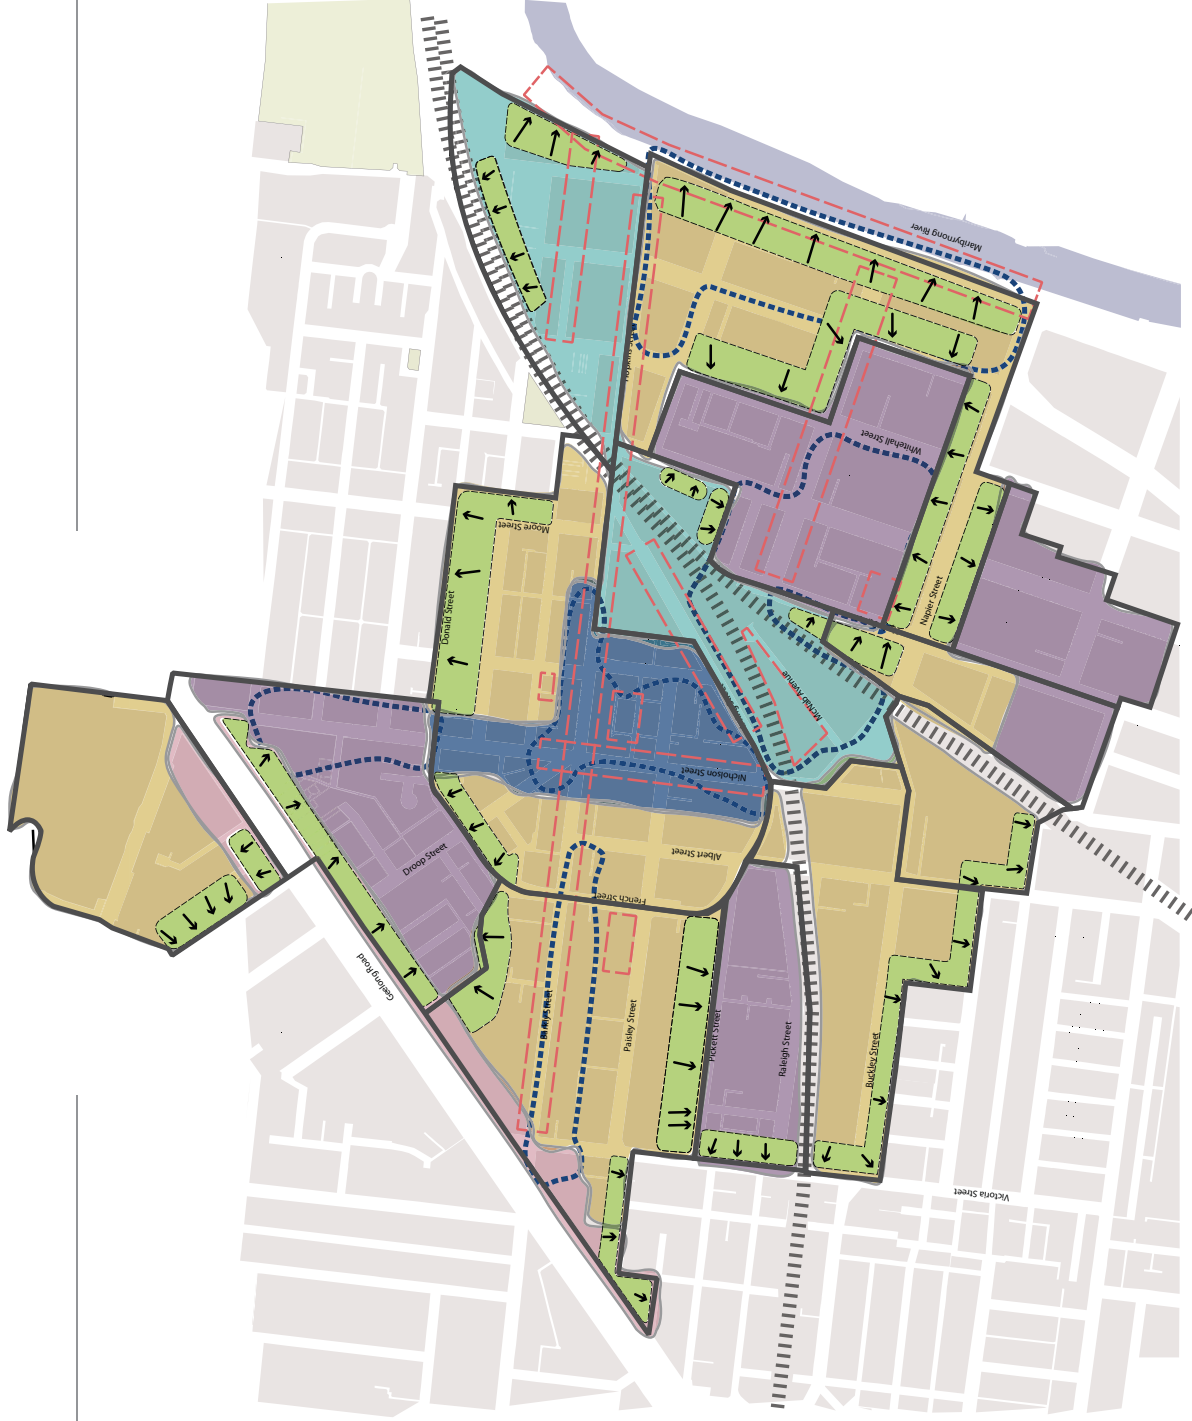 Maribyrnong River
Whitehall Street
Moore Street
Napier Street
Donald Street
McNab Avenue
Nicholson Street
Droop Street
Albert Street
French Street
Geelong Road
Paisley Street
Pickett Street
Raleigh Street
Buckley Street
Victoria Street